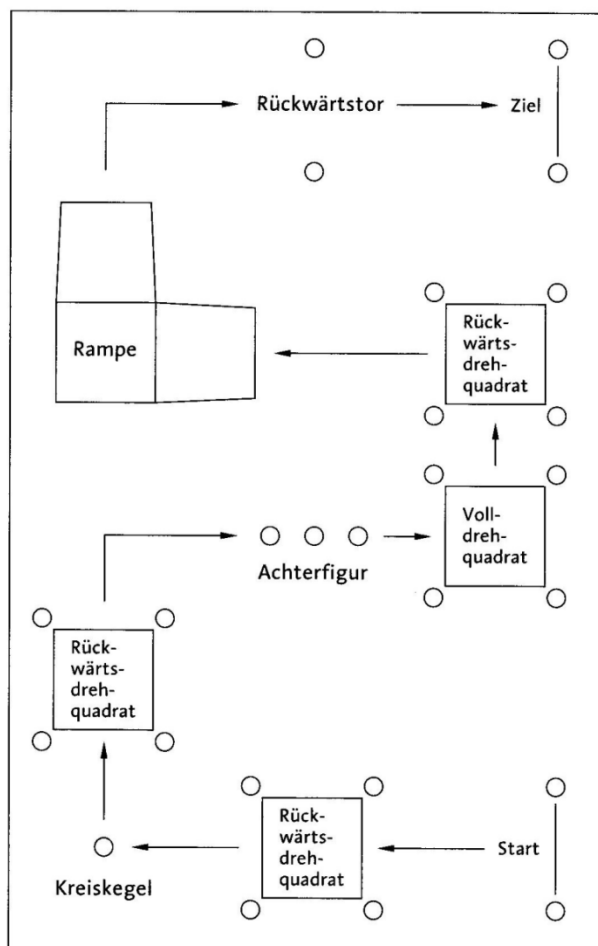 Rückwärtstor
Ziel
Rampe
Rück-
wärts-
dreh-
quadrat
Voll-
dreh-
quadrat
Achterfigur
Rück-
wärts-
dreh-
quadrat
Rück-
wärts-
dreh-
quadrat
Start
Kreiskegel